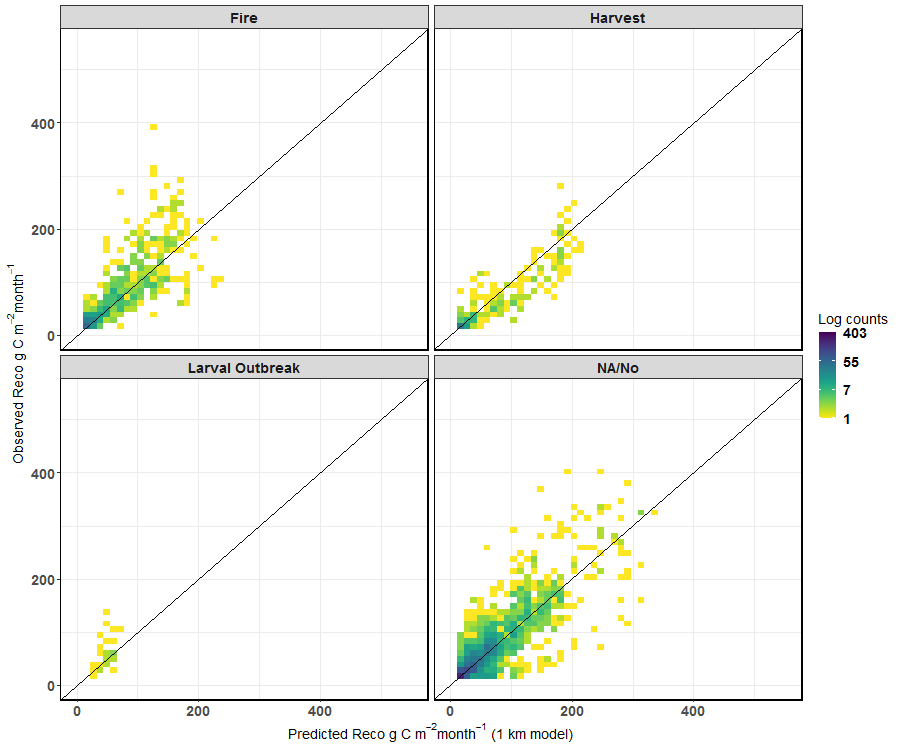 Fire
Harvest
400
200
0
Larval Outbreak
NA/No
400
200
0
0
200
400
0
200
400
Observed Reco g C m⁻²month⁻¹
Predicted Reco g C m⁻²month⁻¹ (1 km model)
Log counts
403
55
7
1